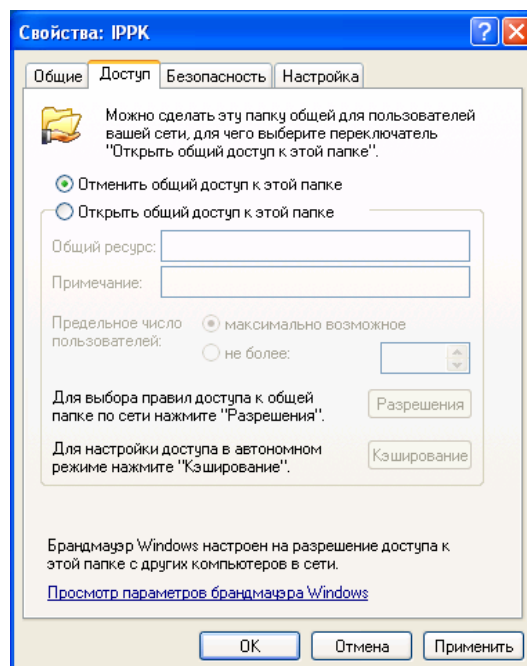 Свойства: IPPK
Общие Доступ Безопасность Настройка
Можно сделать эту папку общей для пользователей
вашей сети, для чего выберите переключатель
"Открыть общий доступ к этой папке".
Отменить общий доступ к этой папке
Открыть общий доступ к этой папке
Общий ресурс:
Примечание:
Предельное число
пользователей:
максимально возможное
не более:
Для выбора правил доступа к общей
папке по сети нажмите "Разрешения".
Разрешения
Для настройки доступа в автономном
режиме нажмите "Кэширование".
Кэширование
Брандмауэр Windows настроен на разрешение доступа к
этой папке с других компьютеров в сети.
Просмотр параметров брандмауэра Windows
OK Отмена Применить